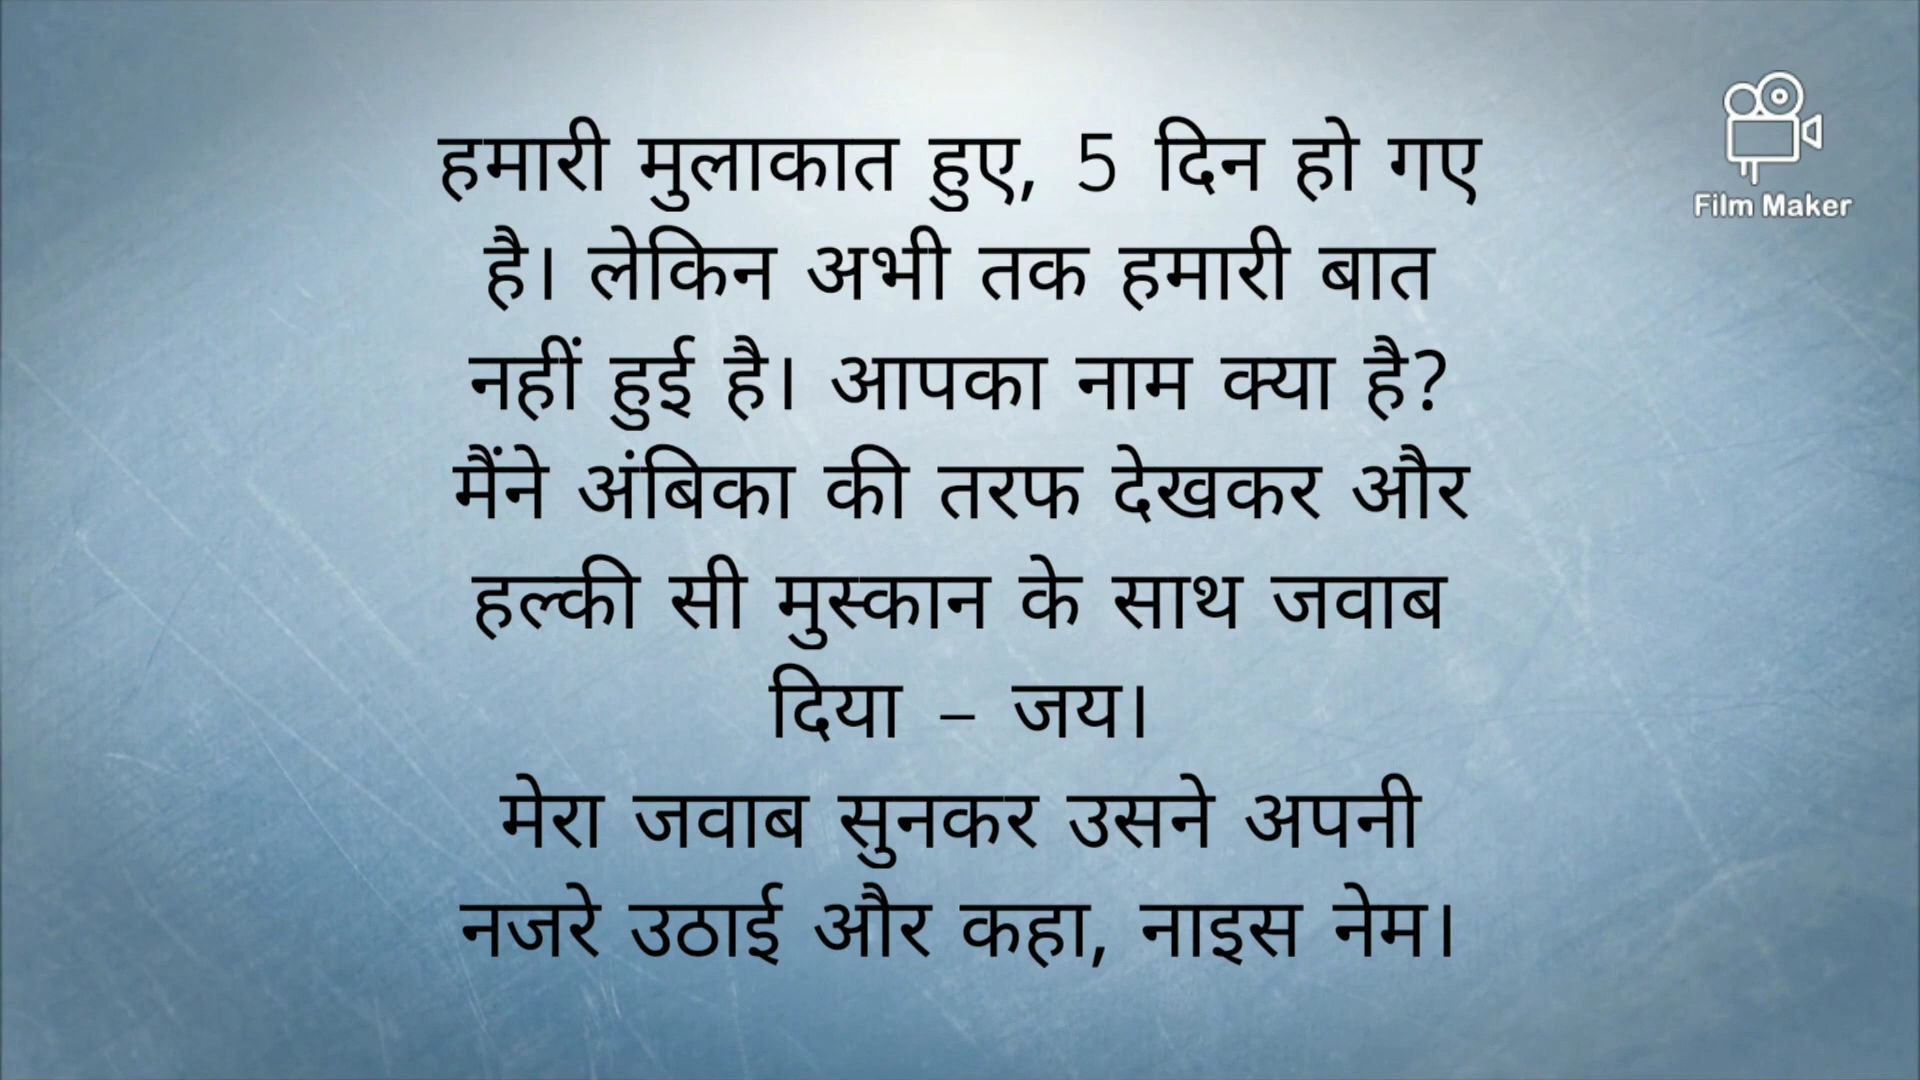 हमारी मुलाकात हुए, 5 दिन हो गए
है। लेकिन अभी तक हमारी बात
नहीं हुई है। आपका नाम क्या है?
मैंने अंबिका की तरफ देखकर और
हल्की सी मुस्कान के साथ जवाब
दिया – जय।
मेरा जवाब सुनकर उसने अपनी
नजरे उठाई और कहा, नाइस नेम।
Film Maker